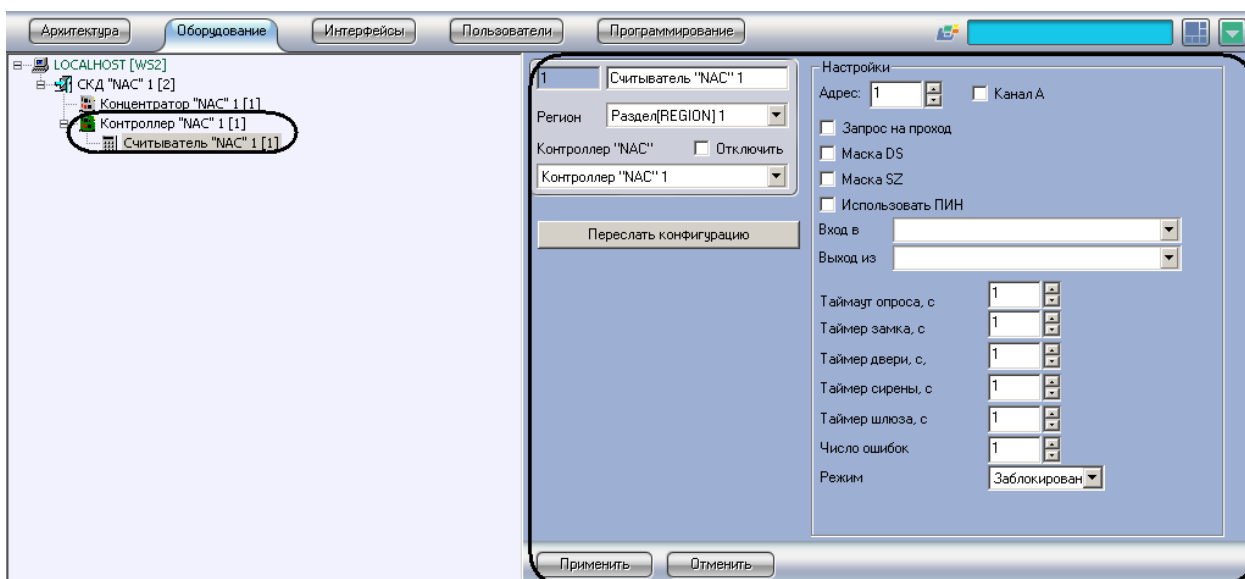 Архитектура Оборудование Интерфейсы Пользователи Программирование
LOCALHOST [WS2]
СКД "NAC" 1 [2]
Концентратор "NAC" 1 [1]
Контроллер "NAC" 1 [1]
Считыватель "NAC" 1 [1]
1 Считыватель "NAC" 1
Регион Раздел[REGION] 1
Контроллер "NAC" Отключить
Контроллер "NAC" 1
Переслать конфигурацию
Настройки
Адрес: 1 Канал А
Запрос на проход
Маска DS
Маска SZ
Использовать ПИН
Вход в
Выход из
Таймаут опроса, с 1
Таймер замка, с 1
Таймер двери, с, 1
Таймер сирены, с 1
Таймер шлюза, с 1
Число ошибок 1
Режим Заблокирован
Применить Отменить